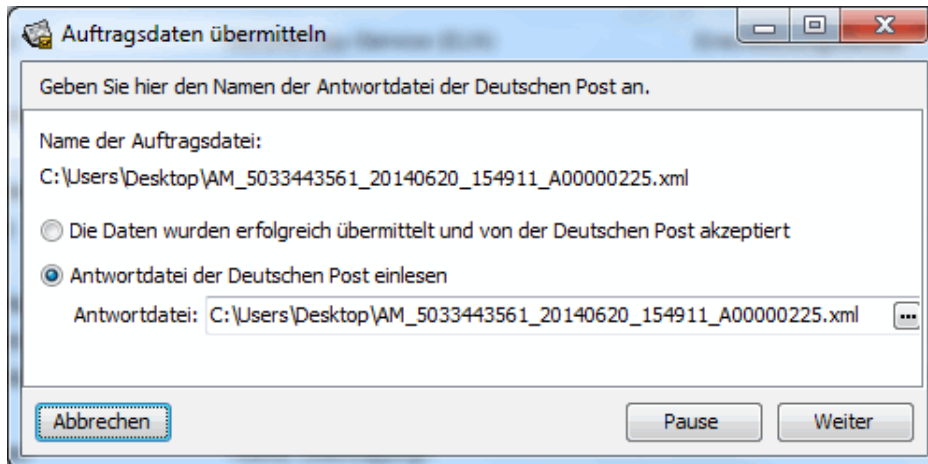 Auftragsdaten übermitteln
Geben Sie hier den Namen der Antwortdatei der Deutschen Post an.
Name der Auftragsdatei:
C:\Users\Desktop\AM_5033443561_20140620_154911_A00000225.xml
Die Daten wurden erfolgreich übermittelt und von der Deutschen Post akzeptiert
Antwortdatei der Deutschen Post einlesen
Antwortdatei: C:\Users\Desktop\AM_5033443561_20140620_154911_A00000225.xml ...
Abbrechen Pause Weiter